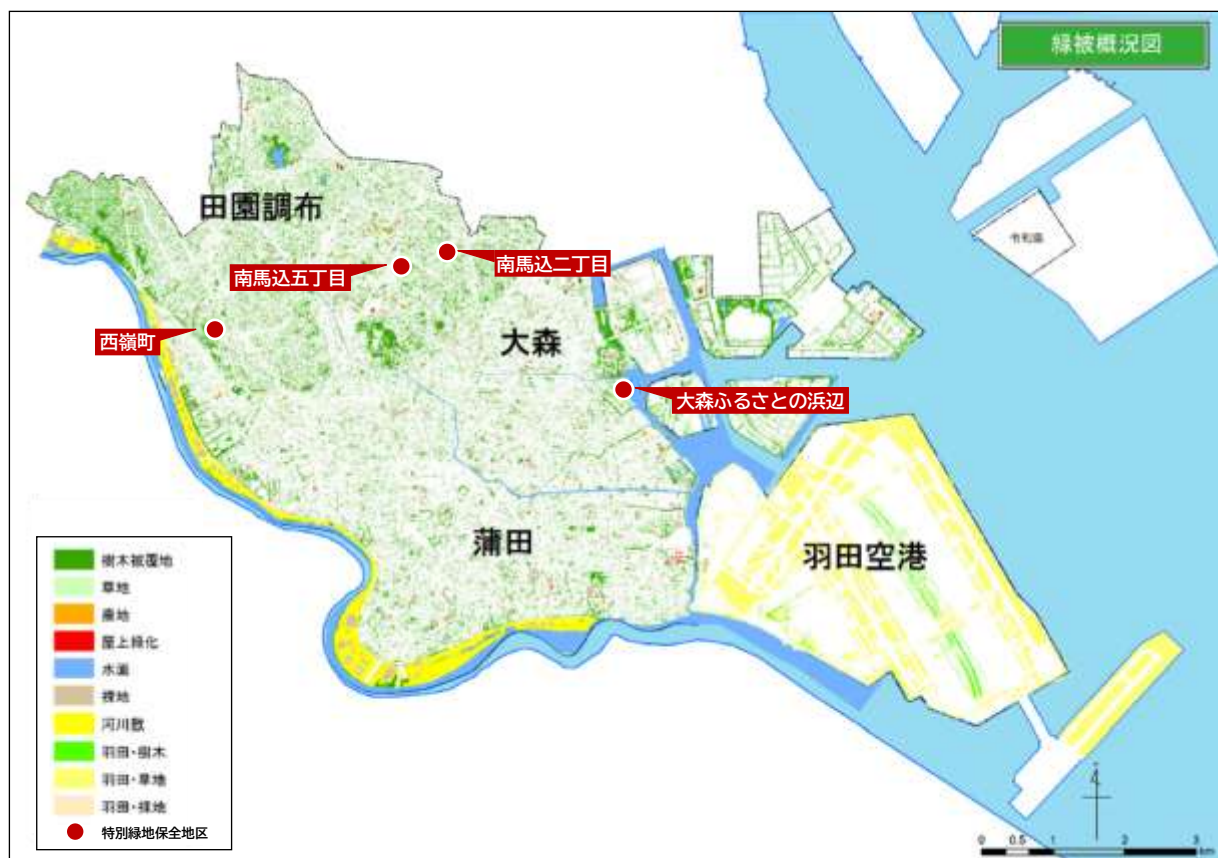 緑被概況図
田園調布
令和島
南馬込二丁目
南馬込五丁目
西嶺町
大森
大森ふるさとの浜辺
蒲田
羽田空港
樹木被覆地
草地
農地
屋上緑化
水面
裸地
河川敷
羽田・樹木
羽田・草地
羽田・裸地
特別緑地保全地区
0 0.5 1 2 3
km